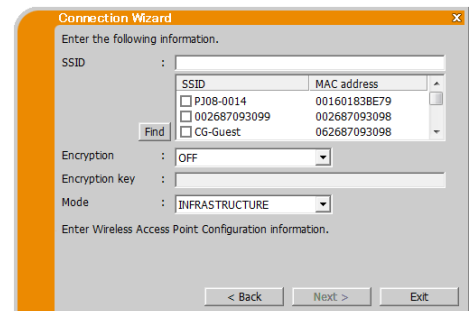 Connection Wizard X
Enter the following information.
SSID :
SSID MAC address
PJ08-0014 00160183BE79
002687093099 002687093098
Find CG-Guest 062687093098
Encryption : OFF
Encryption key :
Mode : INFRASTRUCTURE
Enter Wireless Access Point Configuration information.
< Back Next > Exit